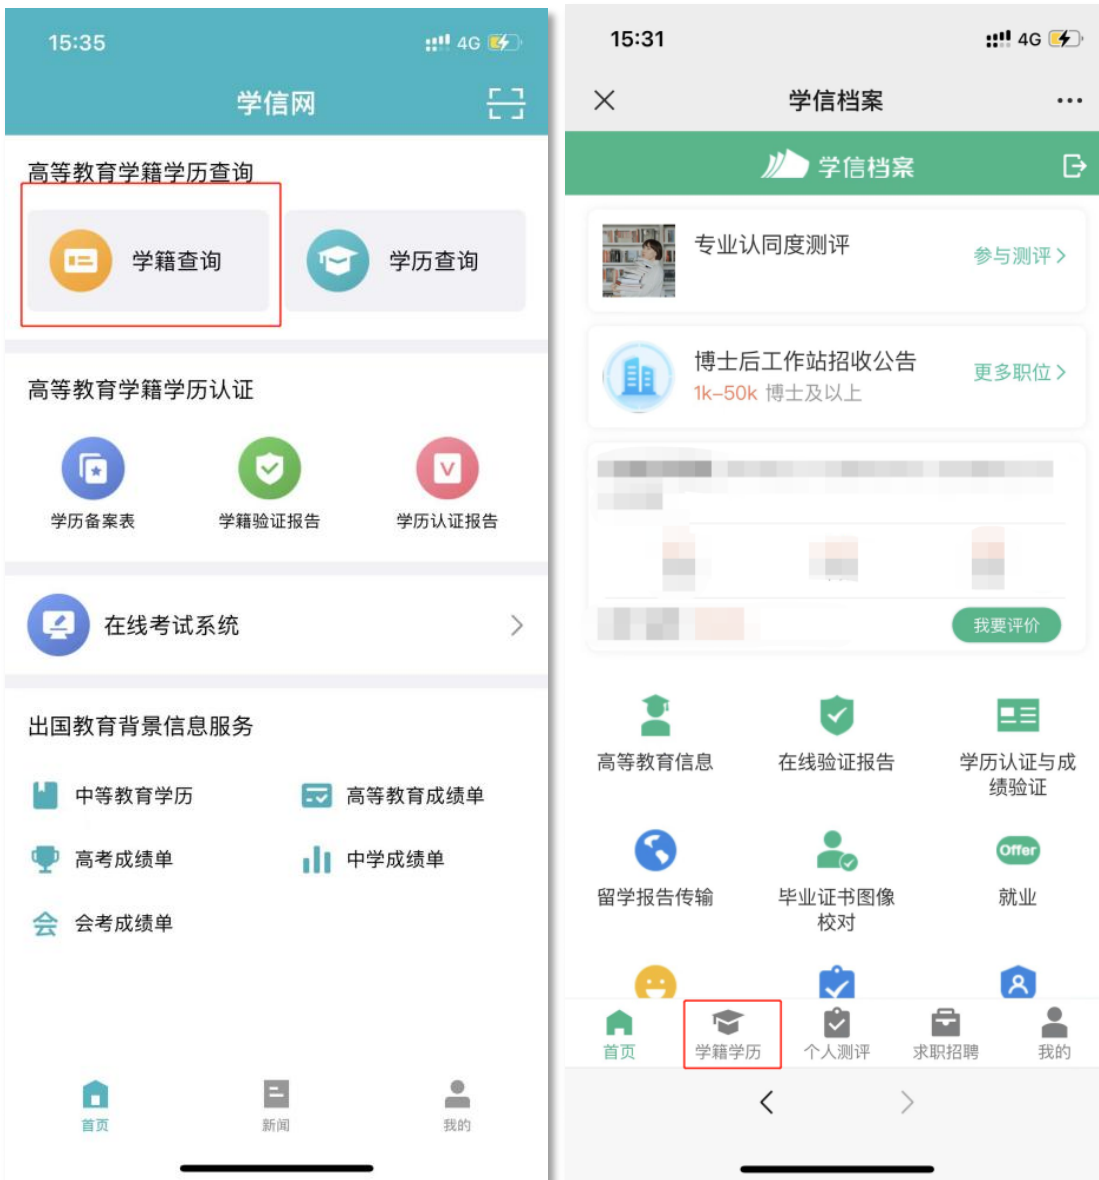 15:35
4G
学信网
高等教育学籍学历查询
学籍查询
学历查询
高等教育学籍学历认证
学历备案表
学籍验证报告
学历认证报告
在线考试系统
出国教育背景信息服务
中等教育学历
高等教育成绩单
高考成绩单
中学成绩单
会 会考成绩单
首页
新闻
我的
15:31
4G
学信档案
学信档案
专业认同度测评
参与测评
博士后工作站招收公告
1k-50k 博士及以上
更多职位
我要评价
高等教育信息
在线验证报告
学历认证与成
绩验证
留学报告传输
毕业证书图像
校对
Offer
就业
首页
学籍学历
个人测评
求职招聘
我的